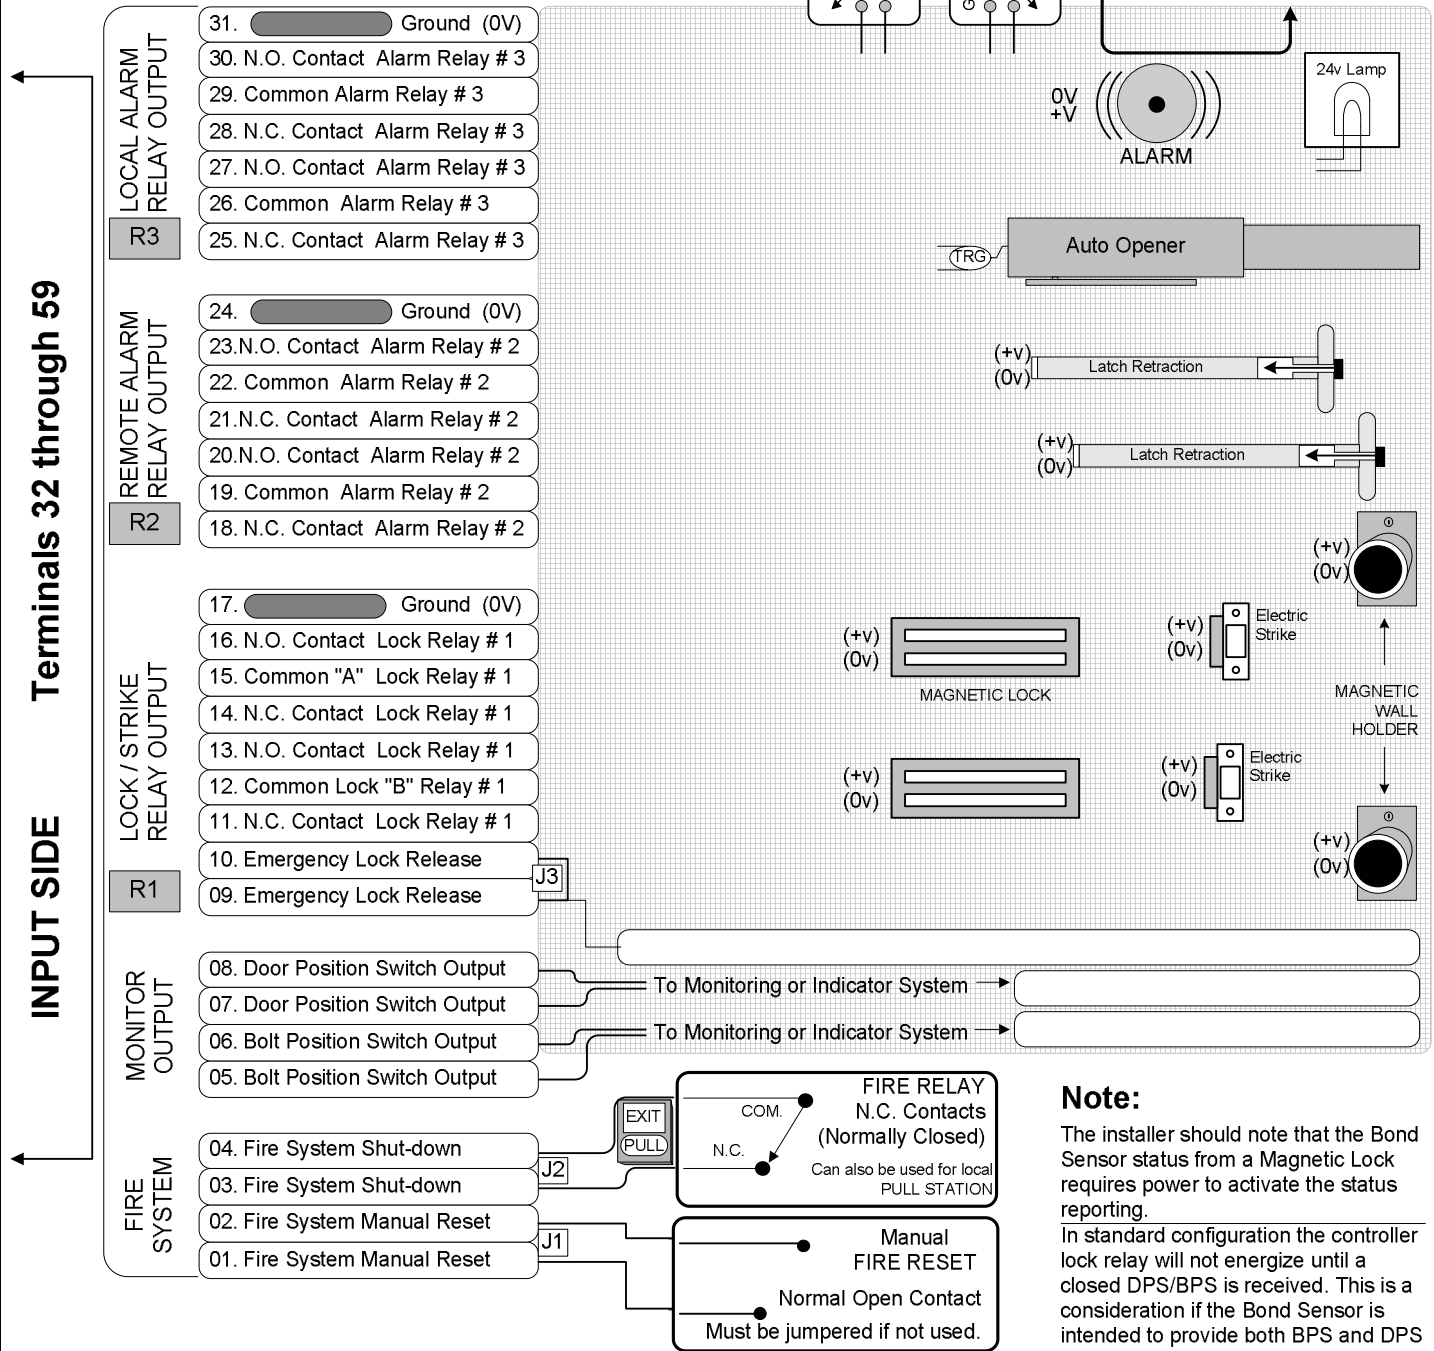 31. Ground (0V)
30. N.O. Contact Alarm Relay # 3
29. Common Alarm Relay # 3
28. N.C. Contact Alarm Relay # 3
27. N.O. Contact Alarm Relay # 3
26. Common Alarm Relay # 3
25. N.C. Contact Alarm Relay # 3
LOCAL ALARM
RELAY OUTPUT
R3
24. Ground (0V)
23.N.O. Contact Alarm Relay # 2
22. Common Alarm Relay # 2
21.N.C. Contact Alarm Relay # 2
20.N.O. Contact Alarm Relay # 2
19. Common Alarm Relay # 2
18. N.C. Contact Alarm Relay # 2
REMOTE ALARM
RELAY OUTPUT
R2
17. Ground (0V)
16. N.O. Contact Lock Relay # 1
15. Common "A" Lock Relay # 1
14. N.C. Contact Lock Relay # 1
13. N.O. Contact Lock Relay # 1
12. Common Lock "B" Relay # 1
11. N.C. Contact Lock Relay # 1
10. Emergency Lock Release
09. Emergency Lock Release
J3
LOCK / STRIKE
RELAY OUTPUT
R1
08. Door Position Switch Output
07. Door Position Switch Output
06. Bolt Position Switch Output
05. Bolt Position Switch Output
MONITOR
OUTPUT
To Monitoring or Indicator System
To Monitoring or Indicator System
04. Fire System Shut-down
03. Fire System Shut-down
02. Fire System Manual Reset
01. Fire System Manual Reset
J2
J1
FIRE
SYSTEM
INPUT SIDE Terminals 32 through 59
G
0V
+V
ALARM
24v Lamp
TRG
Auto Opener
(+v)
(0v)
Latch Retraction
(+v)
(0v)
Latch Retraction
(+v)
(0v)
(+v)
(0v)
MAGNETIC LOCK
(+v)
(0v)
Electric
Strike
MAGNETIC
WALL
HOLDER
(+v)
(0v)
(+v)
(0v)
Electric
Strike
(+v)
(0v)
EXIT
PULL
COM.
N.C.
FIRE RELAY
N.C. Contacts
(Normally Closed)
Can also be used for local
PULL STATION
Manual
FIRE RESET
Normal Open Contact
Must be jumpered if not used.
Note:
The installer should note that the Bond
Sensor status from a Magnetic Lock
requires power to activate the status
reporting.
In standard configuration the controller
lock relay will not energize until a
closed DPS/BPS is received. This is a
consideration if the Bond Sensor is
intended to provide both BPS and DPS